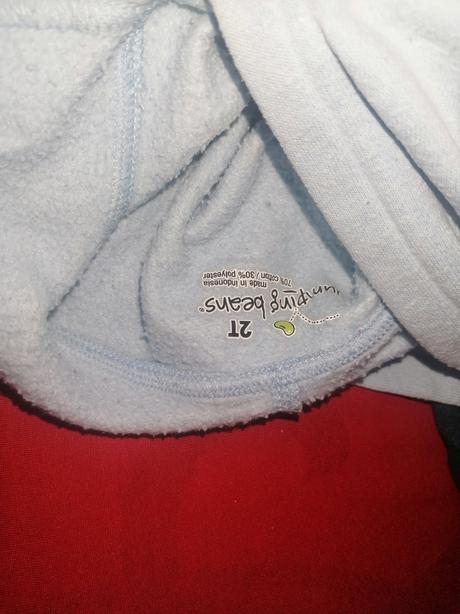 2T
jumping beans®
made in Indonesia
70% cotton / 30% polyester